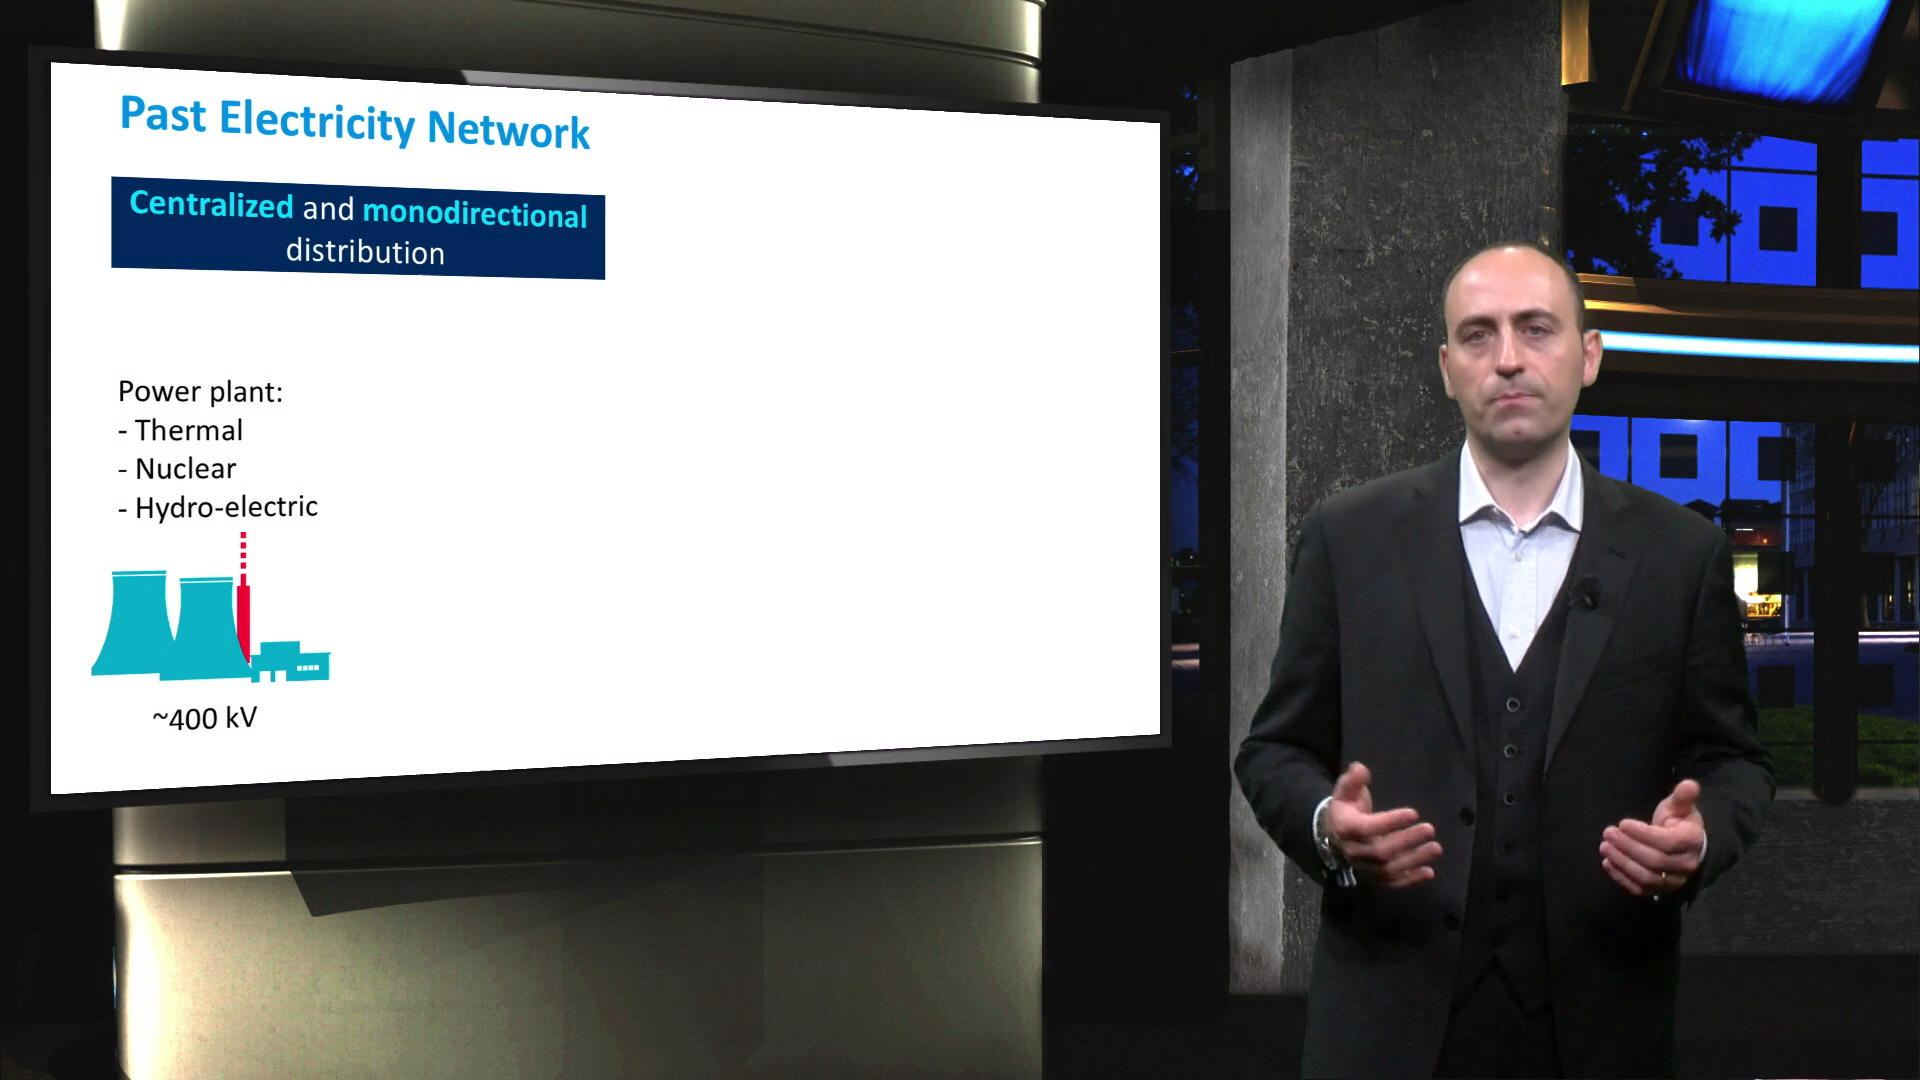 Past Electricity Network
Centralized and monodirectional
distribution
Power plant:
- Thermal
- Nuclear
- Hydro-electric
~400 kV